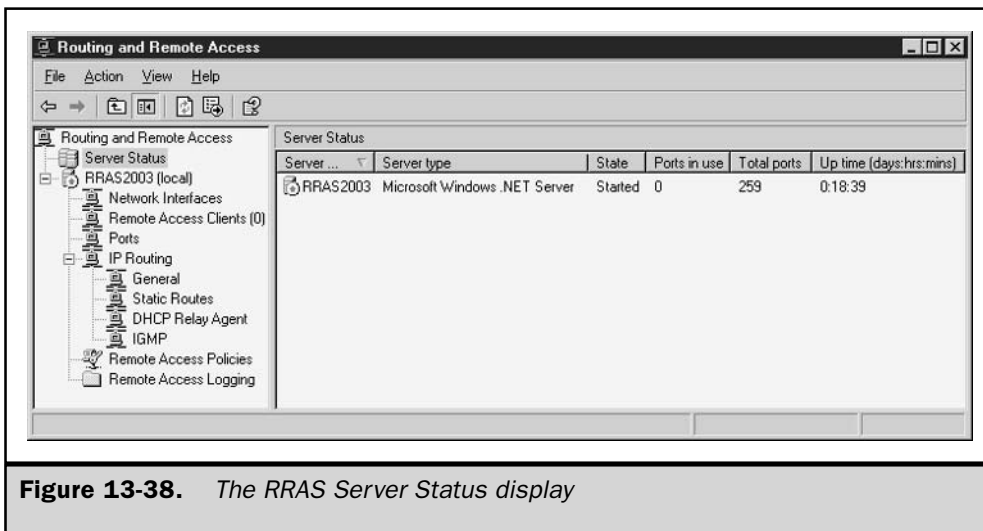 Routing and Remote Access
File Action View Help
Routing and Remote Access
Server Status
RRAS2003 (local)
Network Interfaces
Remote Access Clients (0)
Ports
IP Routing
General
Static Routes
DHCP Relay Agent
IGMP
Remote Access Policies
Remote Access Logging
Server Status
Server ... Server type State Ports in use Total ports Up time (days:hrs:mins)
RRAS2003 Microsoft Windows .NET Server Started 0 259 0:18:39
Figure 13-38. The RRAS Server Status display